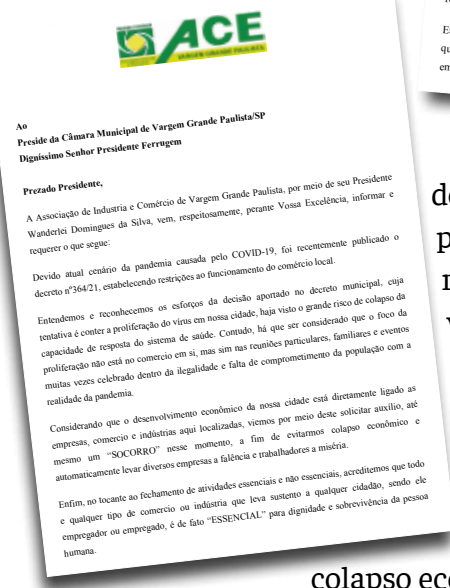 ACE
VARGEM GRANDE PAULISTA
Ao
Preside da Câmara Municipal de Vargem Grande Paulista/SP
Digníssimo Senhor Presidente Ferrugem
Prezado Presidente,
A Associação de Industria e Comércio de Vargem Grande Paulista, por meio de seu Presidente
Wanderlei Domingues da Silva, vem, respeitosamente, perante Vossa Excelência, informar e
requerer o que segue:
Devido atual cenário da pandemia causada pelo COVID-19, foi recentemente publicado o
decreto nº364/21, estabelecendo restrições ao funcionamento do comércio local.
Entendemos e reconhecemos os esforços da decisão aportado no decreto municipal, cuja
tentativa é conter a proliferação do vírus em nossa cidade, haja visto o grande risco de colapso da
capacidade de resposta do sistema de saúde. Contudo, há que ser considerado que o foco da
proliferação não está no comercio em si, mas sim nas reuniões particulares, familiares e eventos
muitas vezes celebrado dentro da ilegalidade e falta de comprometimento da população com a
realidade da pandemia.
Considerando que o desenvolvimento econômico da nossa cidade está diretamente ligado as
empresas, comercio e indústrias aqui localizadas, viemos por meio deste solicitar auxílio, até
mesmo um “SOCORRO” nesse momento, a fim de evitarmos colapso econômico e
automaticamente levar diversos empresas a falência e trabalhadores a miséria.
Enfim, no tocante ao fechamento de atividades essenciais e não essenciais, acreditemos que todo
e qualquer tipo de comercio ou indústria que leva sustento a qualquer cidadão, sendo ele
empregador ou empregado, é de fato “ESSENCIAL” para dignidade e sobrevivência da pessoa
humana.
colapso eco